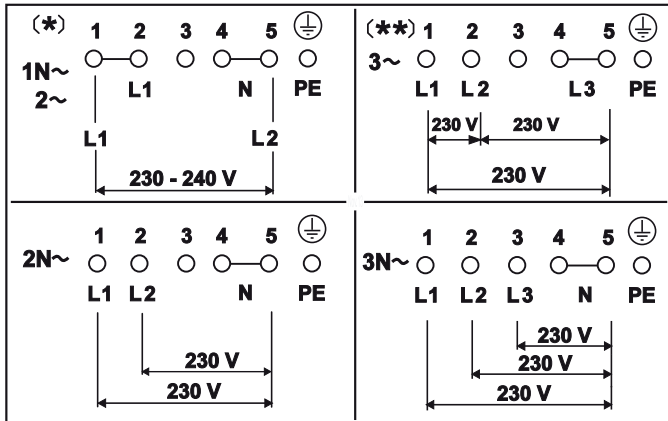 (*) 1 2 3 4 5
1N~
2~
L1 N PE
L1 L2
230 - 240 V
(**) 1 2 3 4 5
3~
L1 L2 L3 PE
230 V 230 V
230 V
1 2 3 4 5
2N~
L1 L2 N PE
230 V
230 V
1 2 3 4 5
3N~
L1 L2 L3 N PE
230 V
230 V
230 V